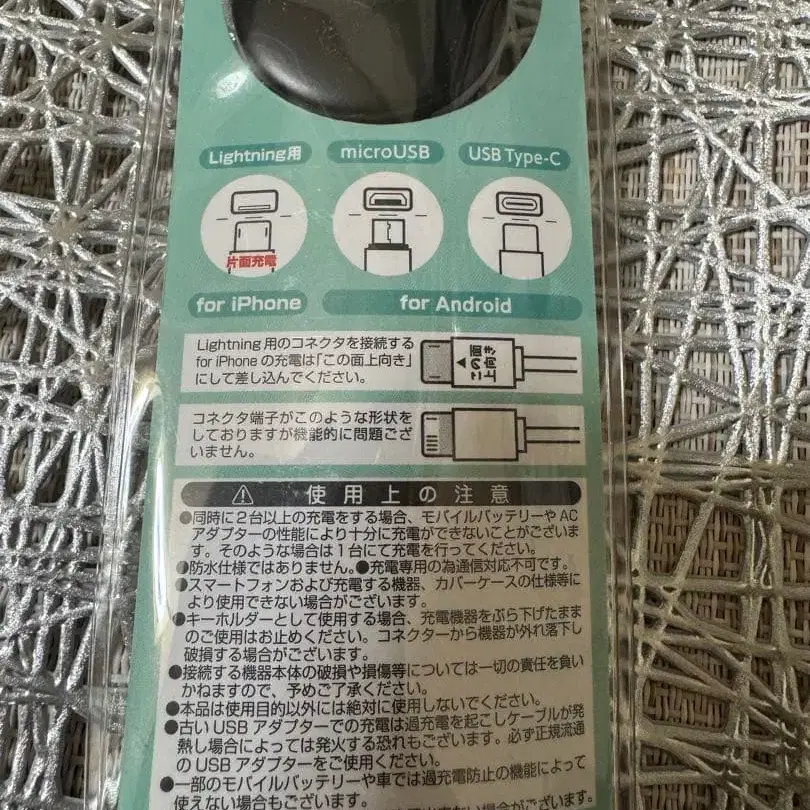 Lightning用 microUSB USB Type-C
片面充電
for iPhone for Android
Lightning用のコネクタを接続する
for iPhoneの充電は「この面上向き」
にして差し込んでください。
▲この面
上向き
コネクタ端子がこのような形状を
しておりますが機能的に問題ござ
いません。
⚠ 使用上の注意
●同時に2台以上の充電をする場合、モバイルバッテリーやAC
アダプターの性能により十分に充電ができないことがございま
す。そのような場合は1台にて充電を行ってください。
●防水仕様ではありません。●充電専用の為通信対応不可です。
●スマートフォンおよび充電する機器、カバーケースの仕様等に
より使用できない場合がございます。
●キーホルダーとして使用する場合、充電機器をぶら下げたまま
のご使用はお止めください。コネクターから機器が外れ落下し
破損する場合がございます。
●接続する機器本体の破損や損傷等については一切の責任を負い
かねますので、予めご了承ください。
●本品は使用目的以外には絶対に使用しないでください。
●古いUSBアダプターでの充電は過充電を起こしケーブルが発
熱し場合によっては発火する恐れもございます。必ず正規流通
のUSBアダプターをご使用ください。
●一部のモバイルバッテリーや車では過充電防止の機能によって
使えない場合もございます。